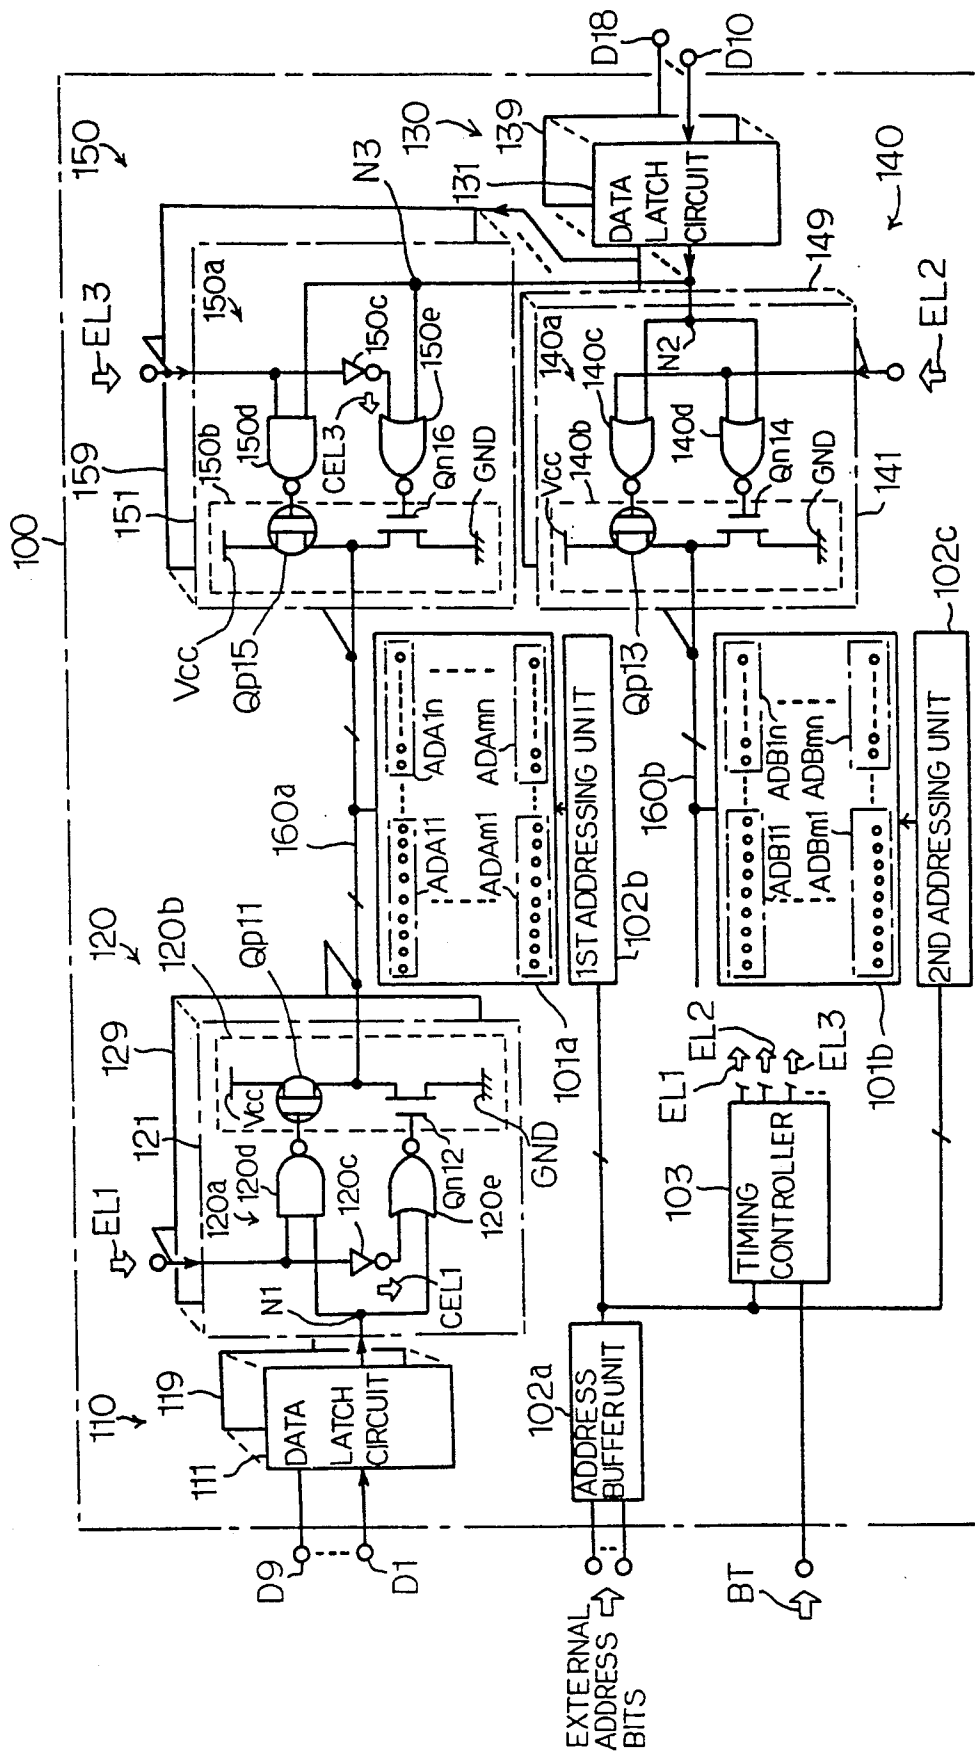 100
110
111
119
D9
D1
DATA
LATCH
CIRCUIT
120
121
129
EL1
120a
120d
120c
CEL1
N1
120e
120b
Qp11
Vcc
Qn12
GND
160a
150
151
159
EL3
150a
150b
150d
150c
CEL3
150e
Qn16
GND
Vcc
Qp15
N3
130
131
139
DATA
LATCH
CIRCUIT
D18
D10
140
141
149
EL2
N2
140a
140b
140c
140d
Qn14
GND
Vcc
Qp13
160b
ADA11
ADA1n
ADAm1
ADAmn
101a
1ST ADDRESSING UNIT
102b
ADB11
ADB1n
ADBm1
ADBmn
101b
2ND ADDRESSING UNIT
102c
EXTERNAL
ADDRESS
BITS
ADDRESS
BUFFER UNIT
102a
BT
TIMING
CONTROLLER
103
EL1
EL2
EL3